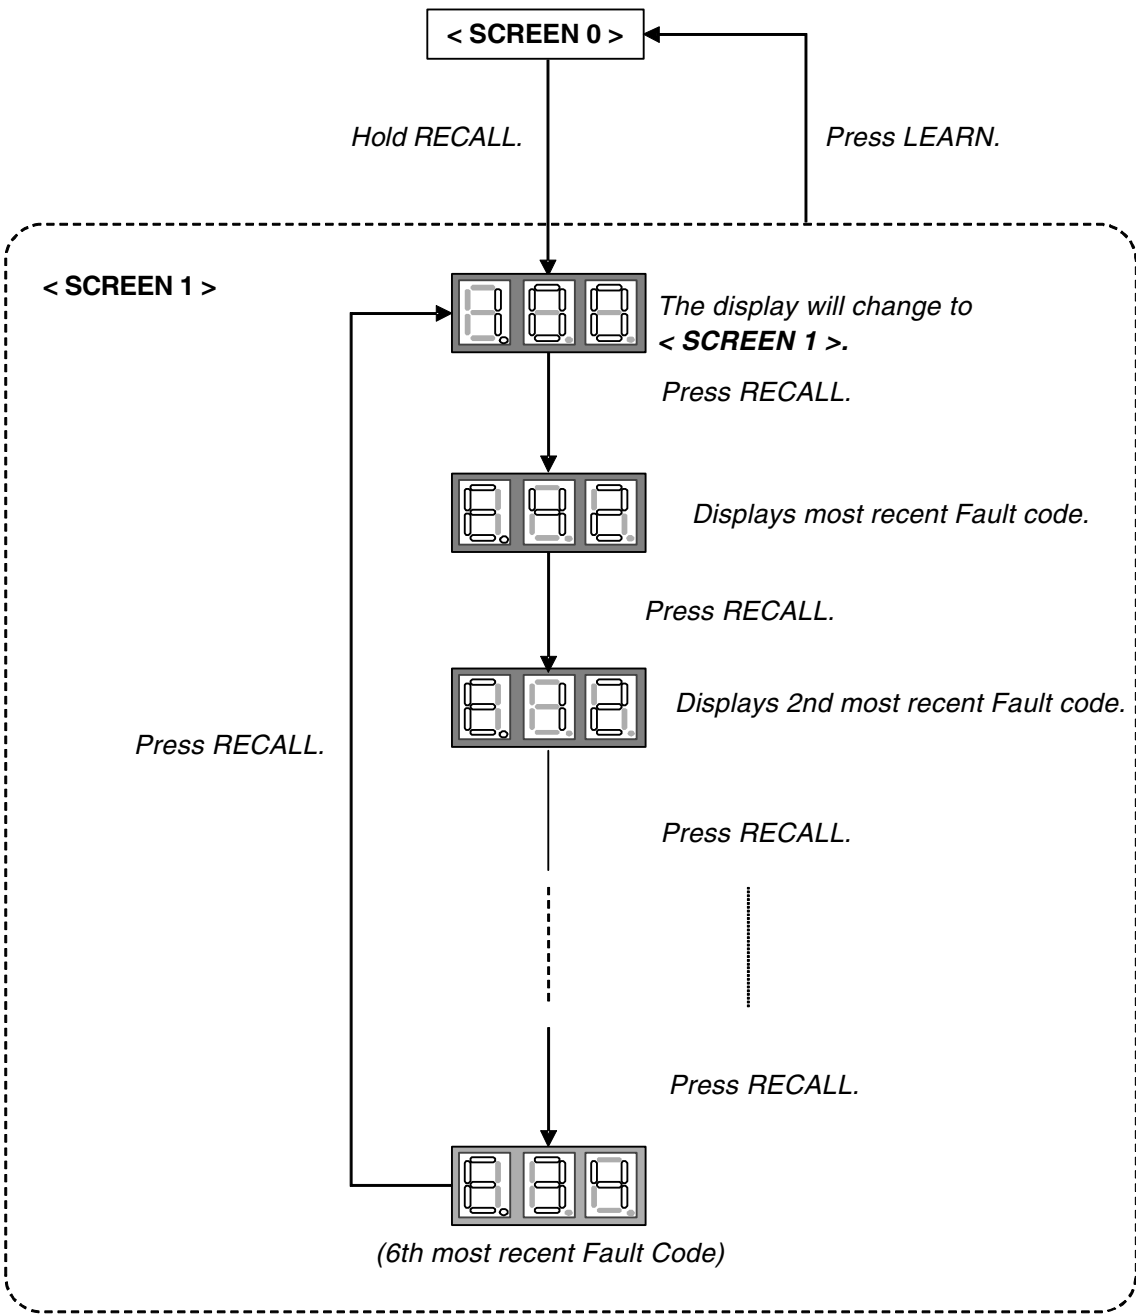 < SCREEN 0 >
Hold RECALL.
Press LEARN.
< SCREEN 1 >
1.00
The display will change to
< SCREEN 1 >.
Press RECALL.
E.42
Displays most recent Fault code.
Press RECALL.
E.12
Displays 2nd most recent Fault code.
Press RECALL.
Press RECALL.
Press RECALL.
E.34
(6th most recent Fault Code)